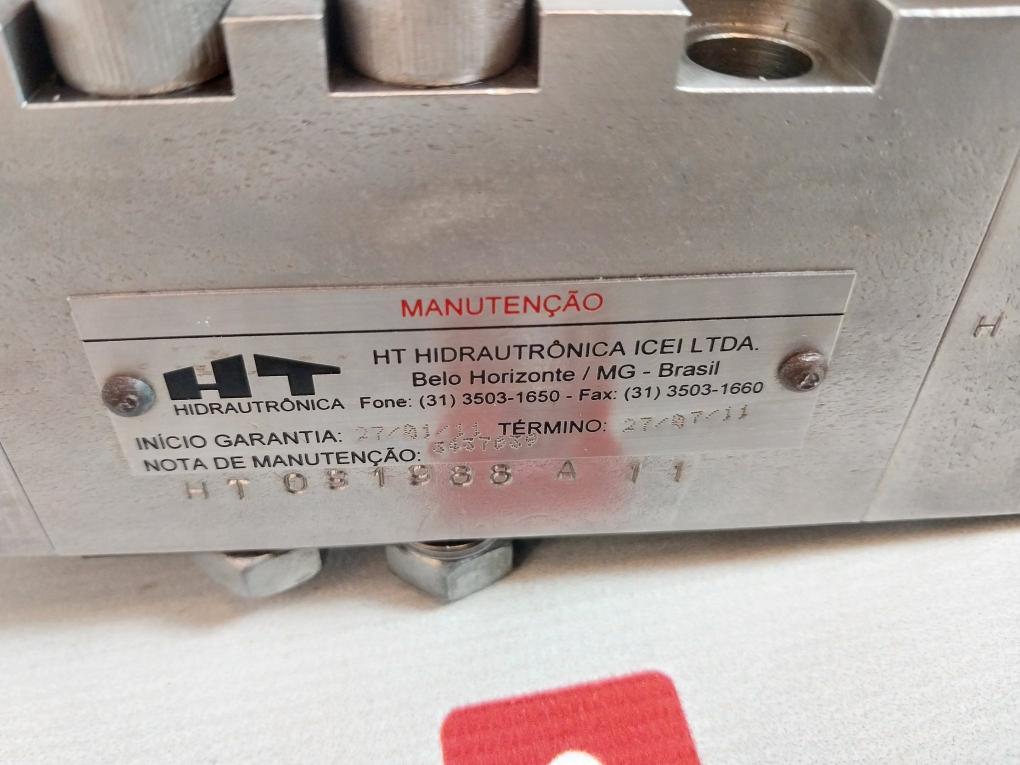 MANUTENÇÃO
HT
HIDRAUTRÔNICA
HT HIDRAUTRÔNICA ICEI LTDA.
Belo Horizonte / MG - Brasil
Fone: (31) 3503-1650 - Fax: (31) 3503-1660
INÍCIO GARANTIA: 27/01/11 TÉRMINO: 27/07/11
NOTA DE MANUTENÇÃO:
HT 081988 A 11
H